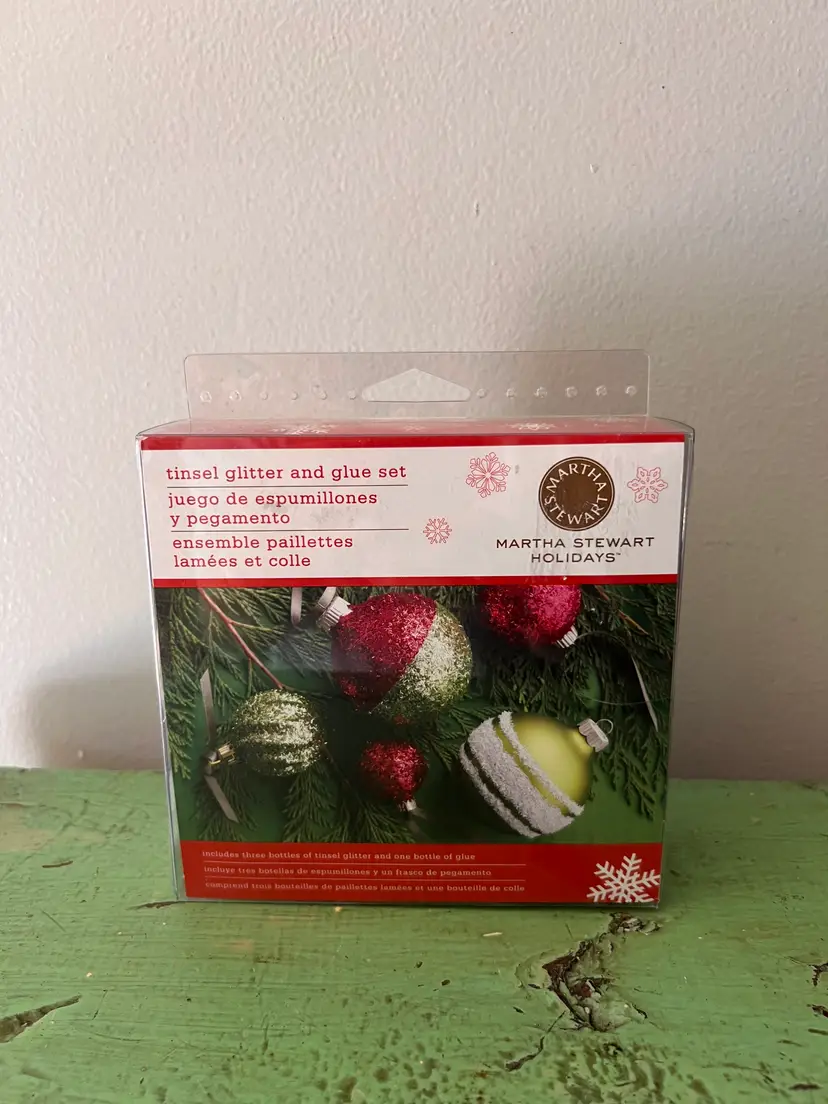 tinsel glitter and glue set
juego de espumillones
y pegamento
ensemble paillettes
lamées et colle
MARTHA
STEWART
MARTHA STEWART
HOLIDAYS™
includes three bottles of tinsel glitter and one bottle of glue
incluye tres botellas de espumillones y un frasco de pegamento
comprend trois bouteilles de paillettes lamées et une bouteille de colle